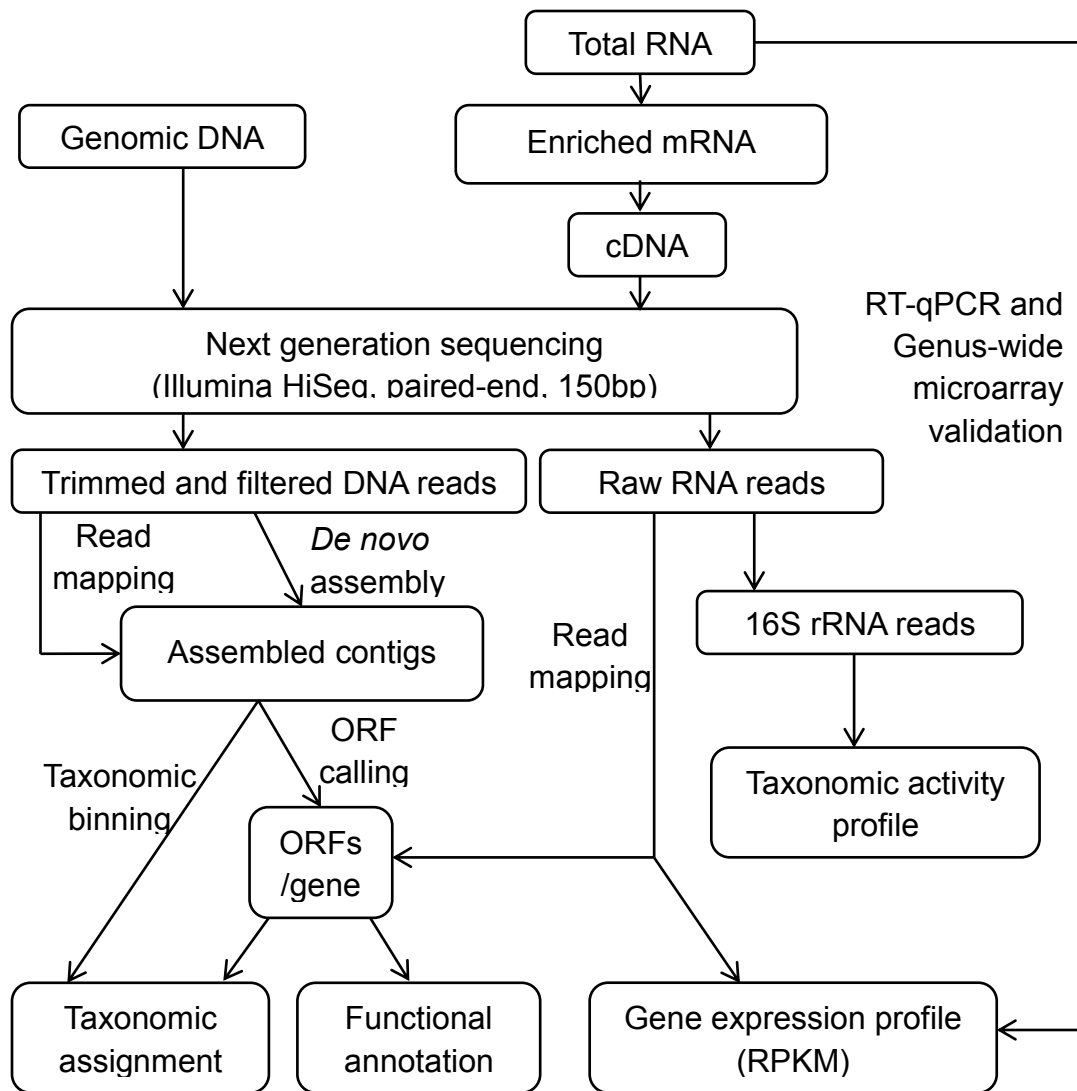 Total RNA
Genomic DNA
Enriched mRNA
cDNA
RT-qPCR and
Genus-wide
microarray
validation
Next generation sequencing
(Illumina HiSeq, paired-end, 150bp)
Trimmed and filtered DNA reads
Raw RNA reads
Read
mapping
De novo
assembly
16S rRNA reads
Assembled contigs
Read
mapping
ORF
calling
Taxonomic
binning
Taxonomic activity
profile
ORFs
/gene
Taxonomic
assignment
Functional
annotation
Gene expression profile
(RPKM)